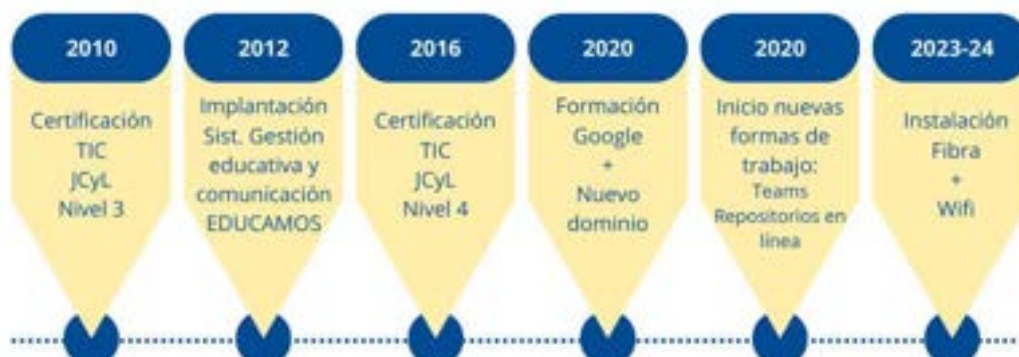 2010
Certificación
TIC
JCyL
Nivel 3
2012
Implantación
Sist. Gestión
educativa y
comunicación
EDUCAMOS
2016
Certificación
TIC
JCyL
Nivel 4
2020
Formación
Google
+
Nuevo
dominio
2020
Inicio nuevas
formas de
trabajo:
Teams
Repositorios en
línea
2023-24
Instalación
Fibra
+
Wifi